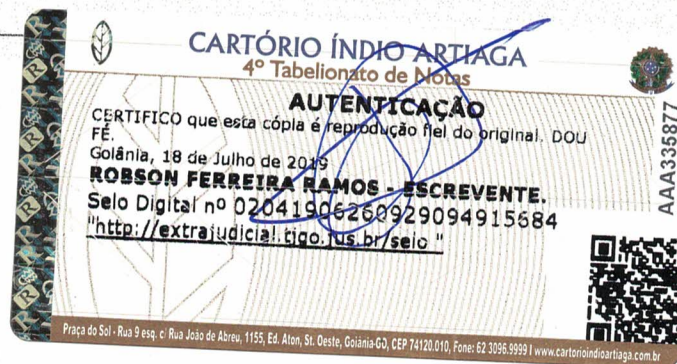 CARTÓRIO ÍNDIO ARTIAGA
4º Tabelionato de Notas
AUTENTICAÇÃO
CERTIFICO que esta cópia é reprodução fiel do original. DOU
FÉ.
Goiânia, 18 de Julho de 2019
ROBSON FERREIRA RAMOS - ESCREVENTE.
Selo Digital nº 02041906260929094915684
"http://extrajudicial.tjgo.jus.br/selo "
AAA335877
Praça do Sol - Rua 9 esq. c/ Rua João de Abreu, 1155, Ed. Aton, St. Oeste, Goiânia-GO, CEP 74120.010, Fone: 62 3096.9999 I www.cartorioindioartiaga.com.br